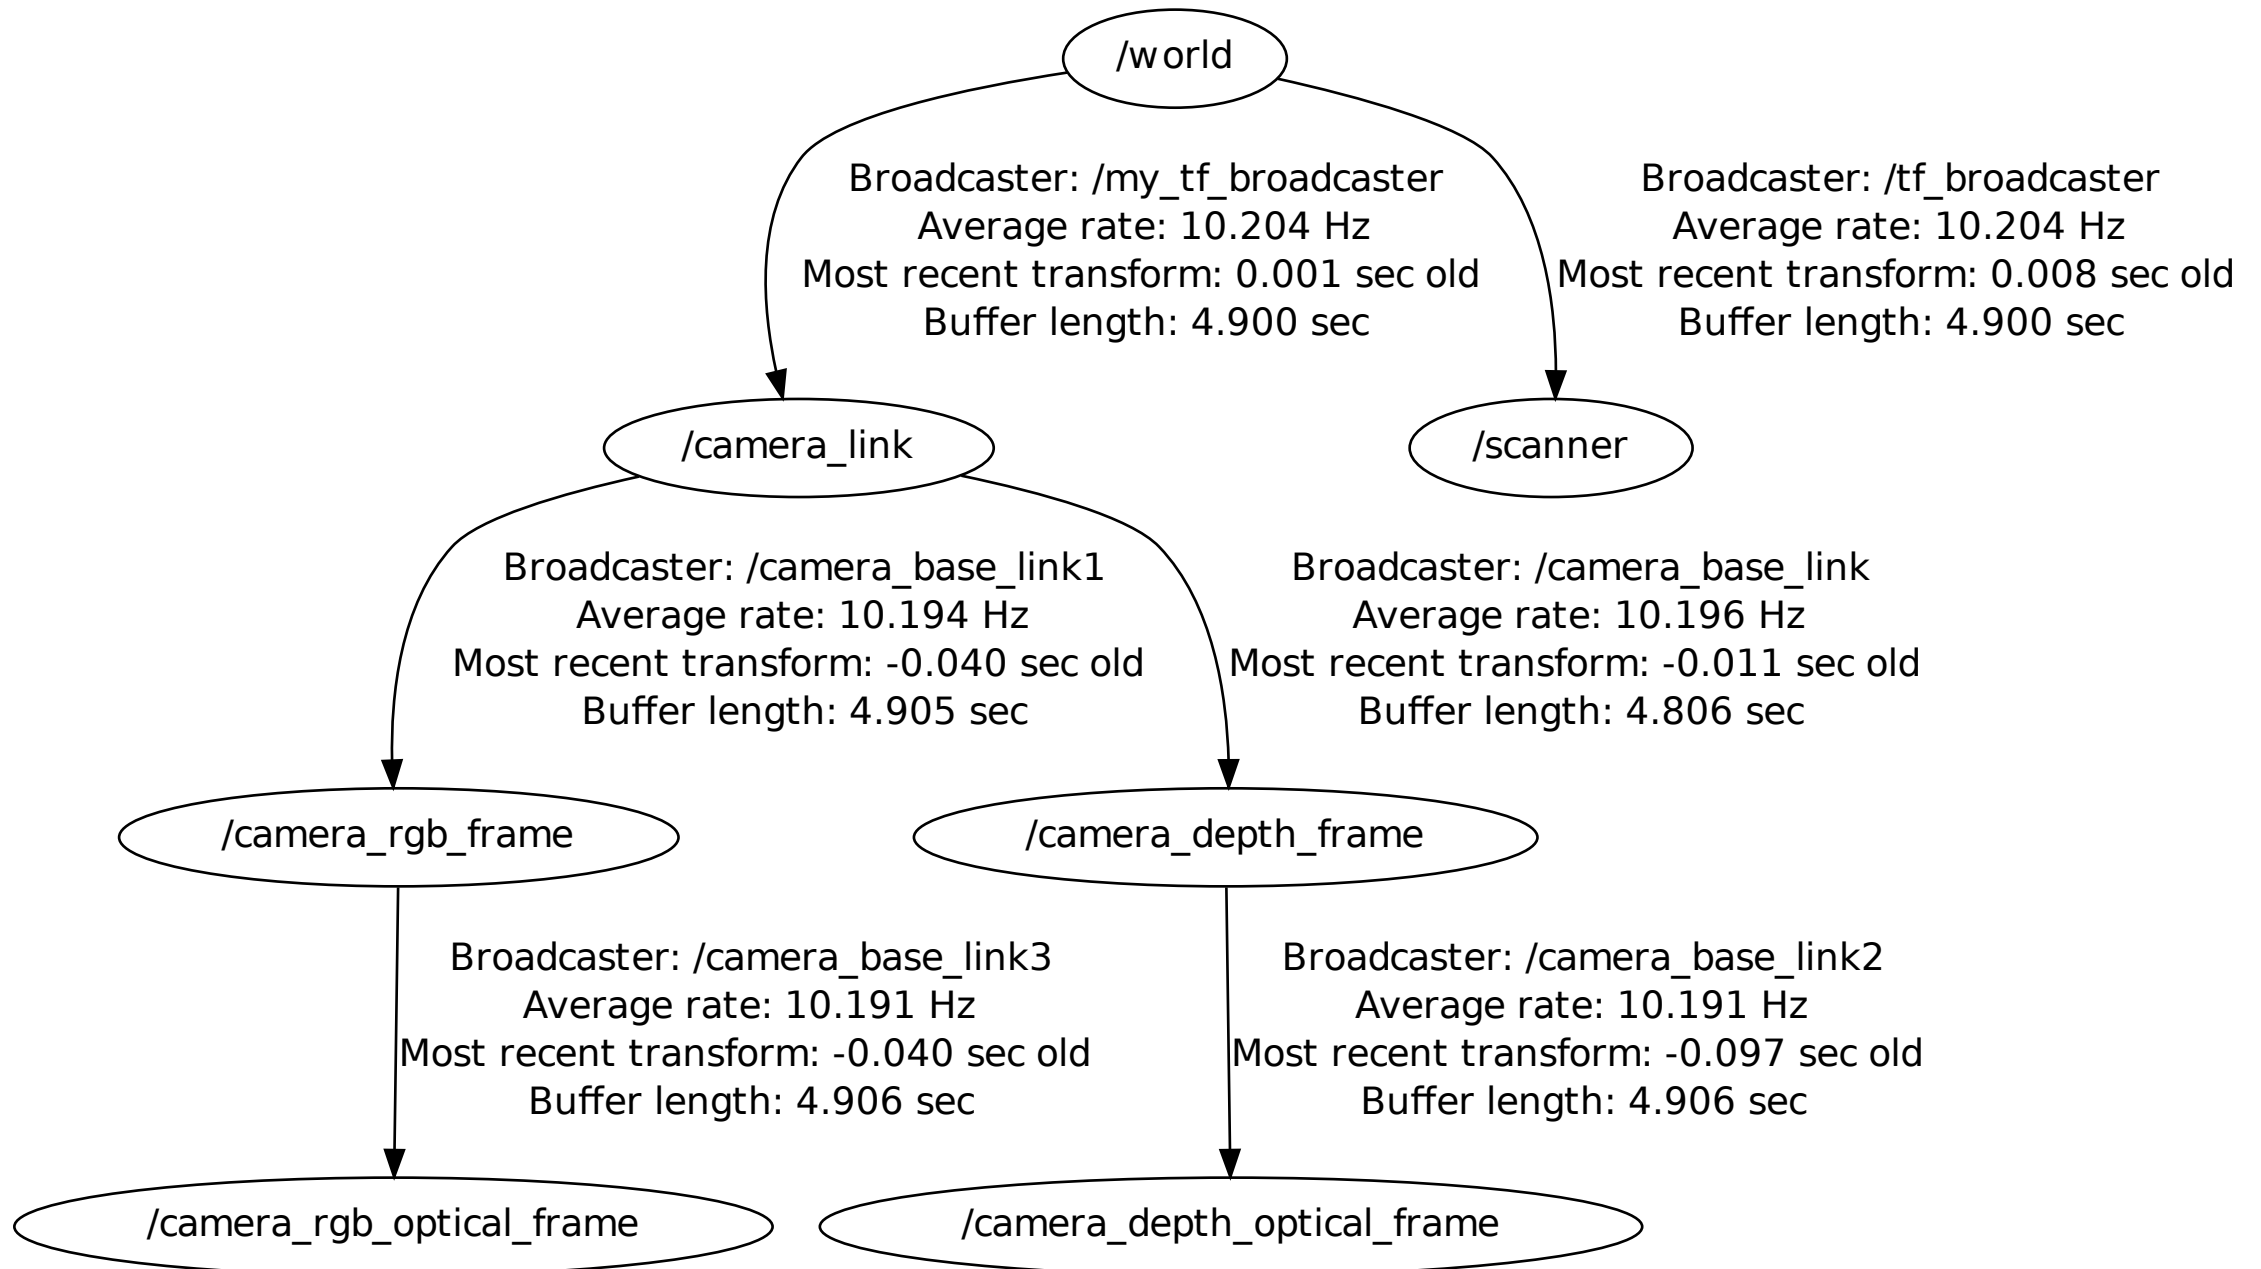 /world
Broadcaster: /my_tf_broadcaster
Average rate: 10.204 Hz
Most recent transform: 0.001 sec old
Buffer length: 4.900 sec
Broadcaster: /tf_broadcaster
Average rate: 10.204 Hz
Most recent transform: 0.008 sec old
Buffer length: 4.900 sec
/camera_link
/scanner
Broadcaster: /camera_base_link1
Average rate: 10.194 Hz
Most recent transform: -0.040 sec old
Buffer length: 4.905 sec
Broadcaster: /camera_base_link
Average rate: 10.196 Hz
Most recent transform: -0.011 sec old
Buffer length: 4.806 sec
/camera_rgb_frame
/camera_depth_frame
Broadcaster: /camera_base_link3
Average rate: 10.191 Hz
Most recent transform: -0.040 sec old
Buffer length: 4.906 sec
Broadcaster: /camera_base_link2
Average rate: 10.191 Hz
Most recent transform: -0.097 sec old
Buffer length: 4.906 sec
/camera_rgb_optical_frame
/camera_depth_optical_frame